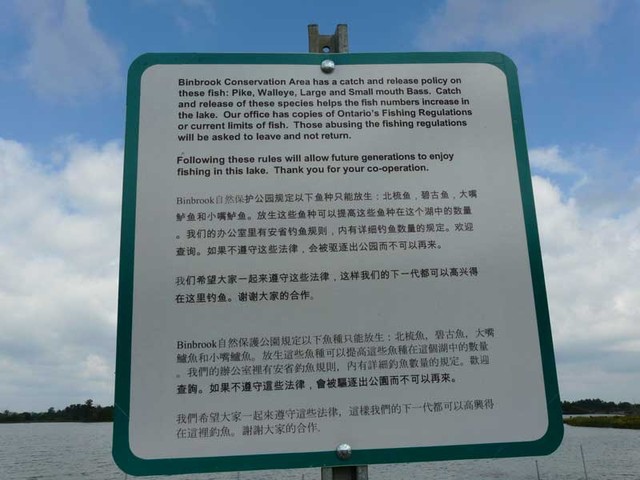 Binbrook Conservation Area has a catch and release policy on
these fish: Pike, Walleye, Large and Small mouth Bass. Catch
and release of these species helps the fish numbers increase in
the lake. Our office has copies of Ontario's Fishing Regulations
or current limits of fish. Those abusing the fishing regulations
will be asked to leave and not return.
Following these rules will allow future generations to enjoy
fishing in this lake. Thank you for your co-operation.
Binbrook自然保护公园规定以下鱼种只能放生：北梳鱼，碧古鱼，大嘴
鲈鱼和小嘴鲈鱼。放生这些鱼种可以提高这些鱼种在这个湖中的数量
。我们的办公室里有安省钓鱼规则，内有详细钓鱼数量的规定。欢迎
查询。如果不遵守这些法律，会被驱逐出公园而不可以再来。
我们希望大家一起来遵守这些法律，这样我们的下一代都可以高兴得
在这里钓鱼。谢谢大家的合作。
Binbrook自然保護公園規定以下魚種只能放生：北梳魚，碧古魚，大嘴
鱸魚和小嘴鱸魚。放生這些魚種可以提高這些魚種在這個湖中的數量
。我們的辦公室裡有安省釣魚規則，內有詳細釣魚數量的規定。歡迎
查詢。如果不遵守這些法律，會被驅逐出公園而不可以再來。
我們希望大家一起來遵守這些法律，這樣我們的下一代都可以高興得
在這裡釣魚。謝謝大家的合作.